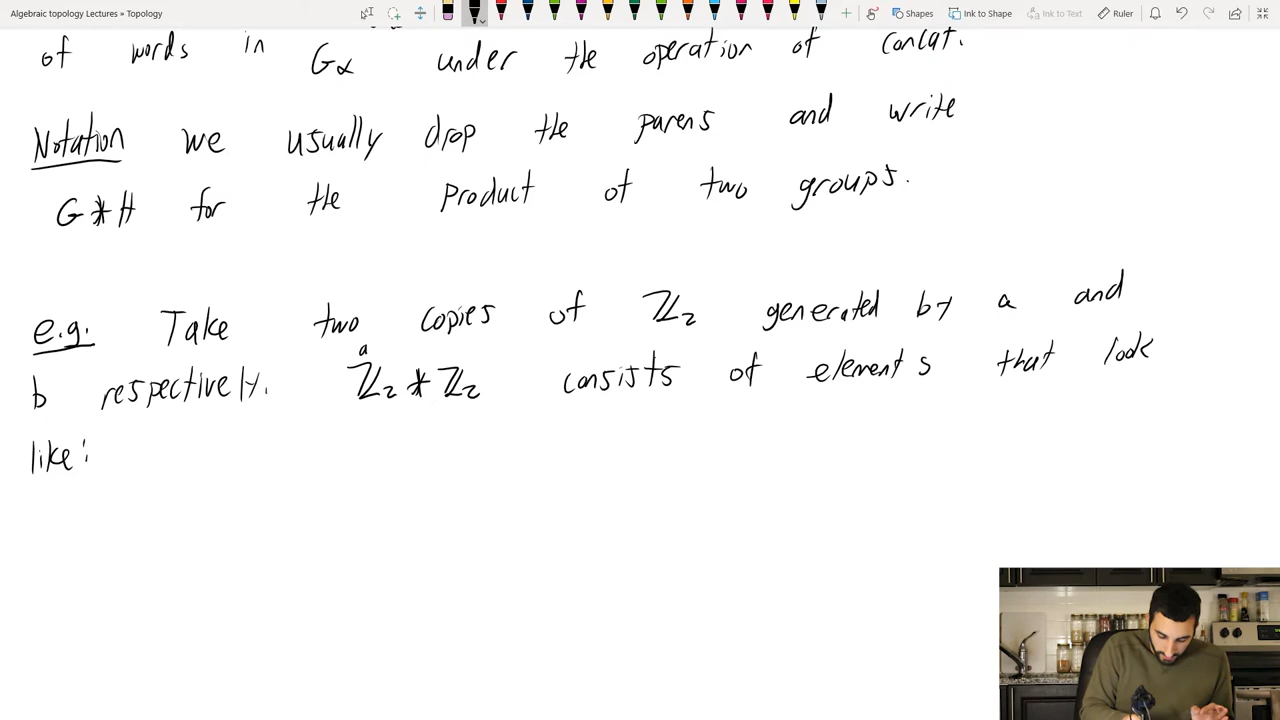 Algebraic topology Lectures » Topology
Shapes Ink to Shape Ink to Text Ruler
of words in Gα under the operation of concat.
Notation we usually drop the parens and write
G*H for the product of two groups.
e.g. Take two copies of ℤ₂ generated by a and
a
b respectively. ℤ₂ * ℤ₂ consists of elements that look
like: